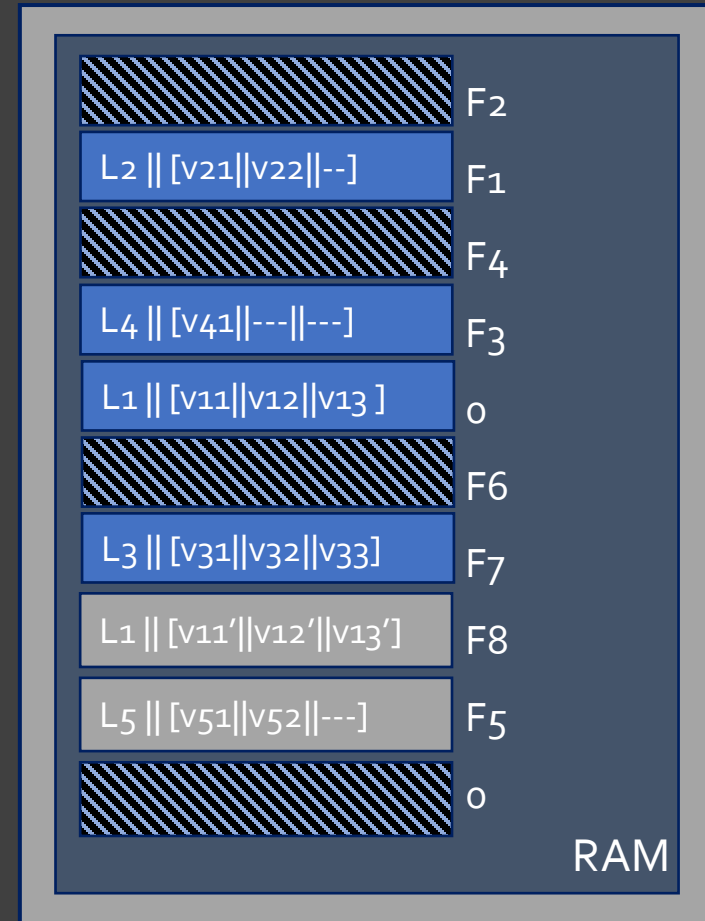 F2
L2 || [v21||v22||--] F1
F4
L4 || [v41||---||---] F3
L1 || [v11||v12||v13 ] 0
F6
L3 || [v31||v32||v33] F7
L1 || [v11′||v12′||v13′] F8
L5 || [v51||v52||---] F5
0
RAM